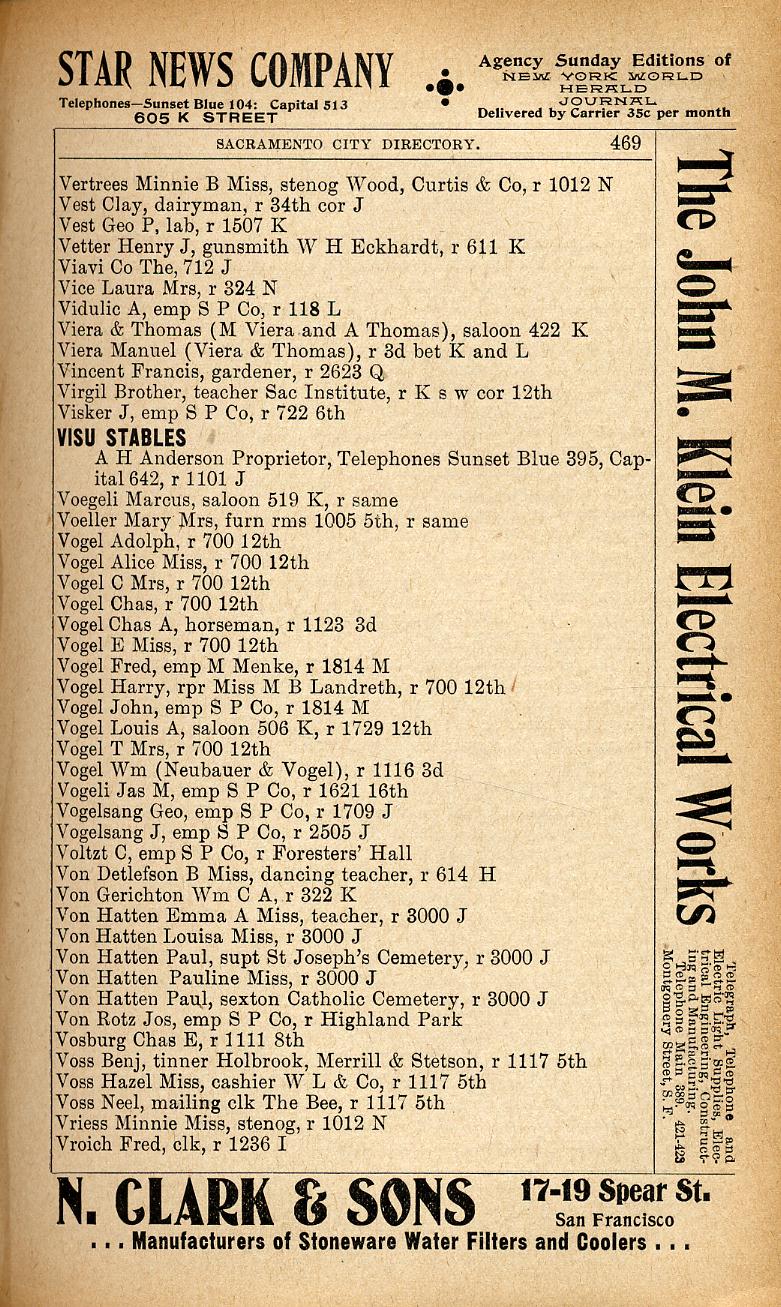 STAR NEWS COMPANY
Telephones—Sunset Blue 104: Capital 513
605 K STREET
Agency Sunday Editions of
NEW YORK WORLD
HERALD
JOURNAL
Delivered by Carrier 35c per month
SACRAMENTO CITY DIRECTORY. 469
Vertrees Minnie B Miss, stenog Wood, Curtis & Co, r 1012 N
Vest Clay, dairyman, r 34th cor J
Vest Geo P, lab, r 1507 K
Vetter Henry J, gunsmith W H Eckhardt, r 611 K
Viavi Co The, 712 J
Vice Laura Mrs, r 324 N
Vidulic A, emp S P Co, r 118 L
Viera & Thomas (M Viera and A Thomas), saloon 422 K
Viera Manuel (Viera & Thomas), r 3d bet K and L
Vincent Francis, gardener, r 2623 Q
Virgil Brother, teacher Sac Institute, r K s w cor 12th
Visker J, emp S P Co, r 722 6th
VISU STABLES
A H Anderson Proprietor, Telephones Sunset Blue 395, Cap-
ital 642, r 1101 J
Voegeli Marcus, saloon 519 K, r same
Voeller Mary Mrs, furn rms 1005 5th, r same
Vogel Adolph, r 700 12th
Vogel Alice Miss, r 700 12th
Vogel C Mrs, r 700 12th
Vogel Chas, r 700 12th
Vogel Chas A, horseman, r 1123 3d
Vogel E Miss, r 700 12th
Vogel Fred, emp M Menke, r 1814 M
Vogel Harry, rpr Miss M B Landreth, r 700 12th
Vogel John, emp S P Co, r 1814 M
Vogel Louis A, saloon 506 K, r 1729 12th
Vogel T Mrs, r 700 12th
Vogel Wm (Neubauer & Vogel), r 1116 3d
Vogeli Jas M, emp S P Co, r 1621 16th
Vogelsang Geo, emp S P Co, r 1709 J
Vogelsang J, emp S P Co, r 2505 J
Voltzt C, emp S P Co, r Foresters' Hall
Von Detlefson B Miss, dancing teacher, r 614 H
Von Gerichton Wm C A, r 322 K
Von Hatten Emma A Miss, teacher, r 3000 J
Von Hatten Louisa Miss, r 3000 J
Von Hatten Paul, supt St Joseph's Cemetery, r 3000 J
Von Hatten Pauline Miss, r 3000 J
Von Hatten Paul, sexton Catholic Cemetery, r 3000 J
Von Rotz Jos, emp S P Co, r Highland Park
Vosburg Chas E, r 1111 8th
Voss Benj, tinner Holbrook, Merrill & Stetson, r 1117 5th
Voss Hazel Miss, cashier W L & Co, r 1117 5th
Voss Neel, mailing clk The Bee, r 1117 5th
Vriess Minnie Miss, stenog, r 1012 N
Vroich Fred, clk, r 1236 I
The John M. Klein Electrical Works
Telegraph, Telephone and
Electric Light Supplies, Elec-
trical Engineering, Construct-
ing and Manufacturing.
Telephone Main 389. 421-423
Montgomery Street, S. F.
N. CLARK & SONS
17-19 Spear St.
San Francisco
. . . Manufacturers of Stoneware Water Filters and Coolers . . .